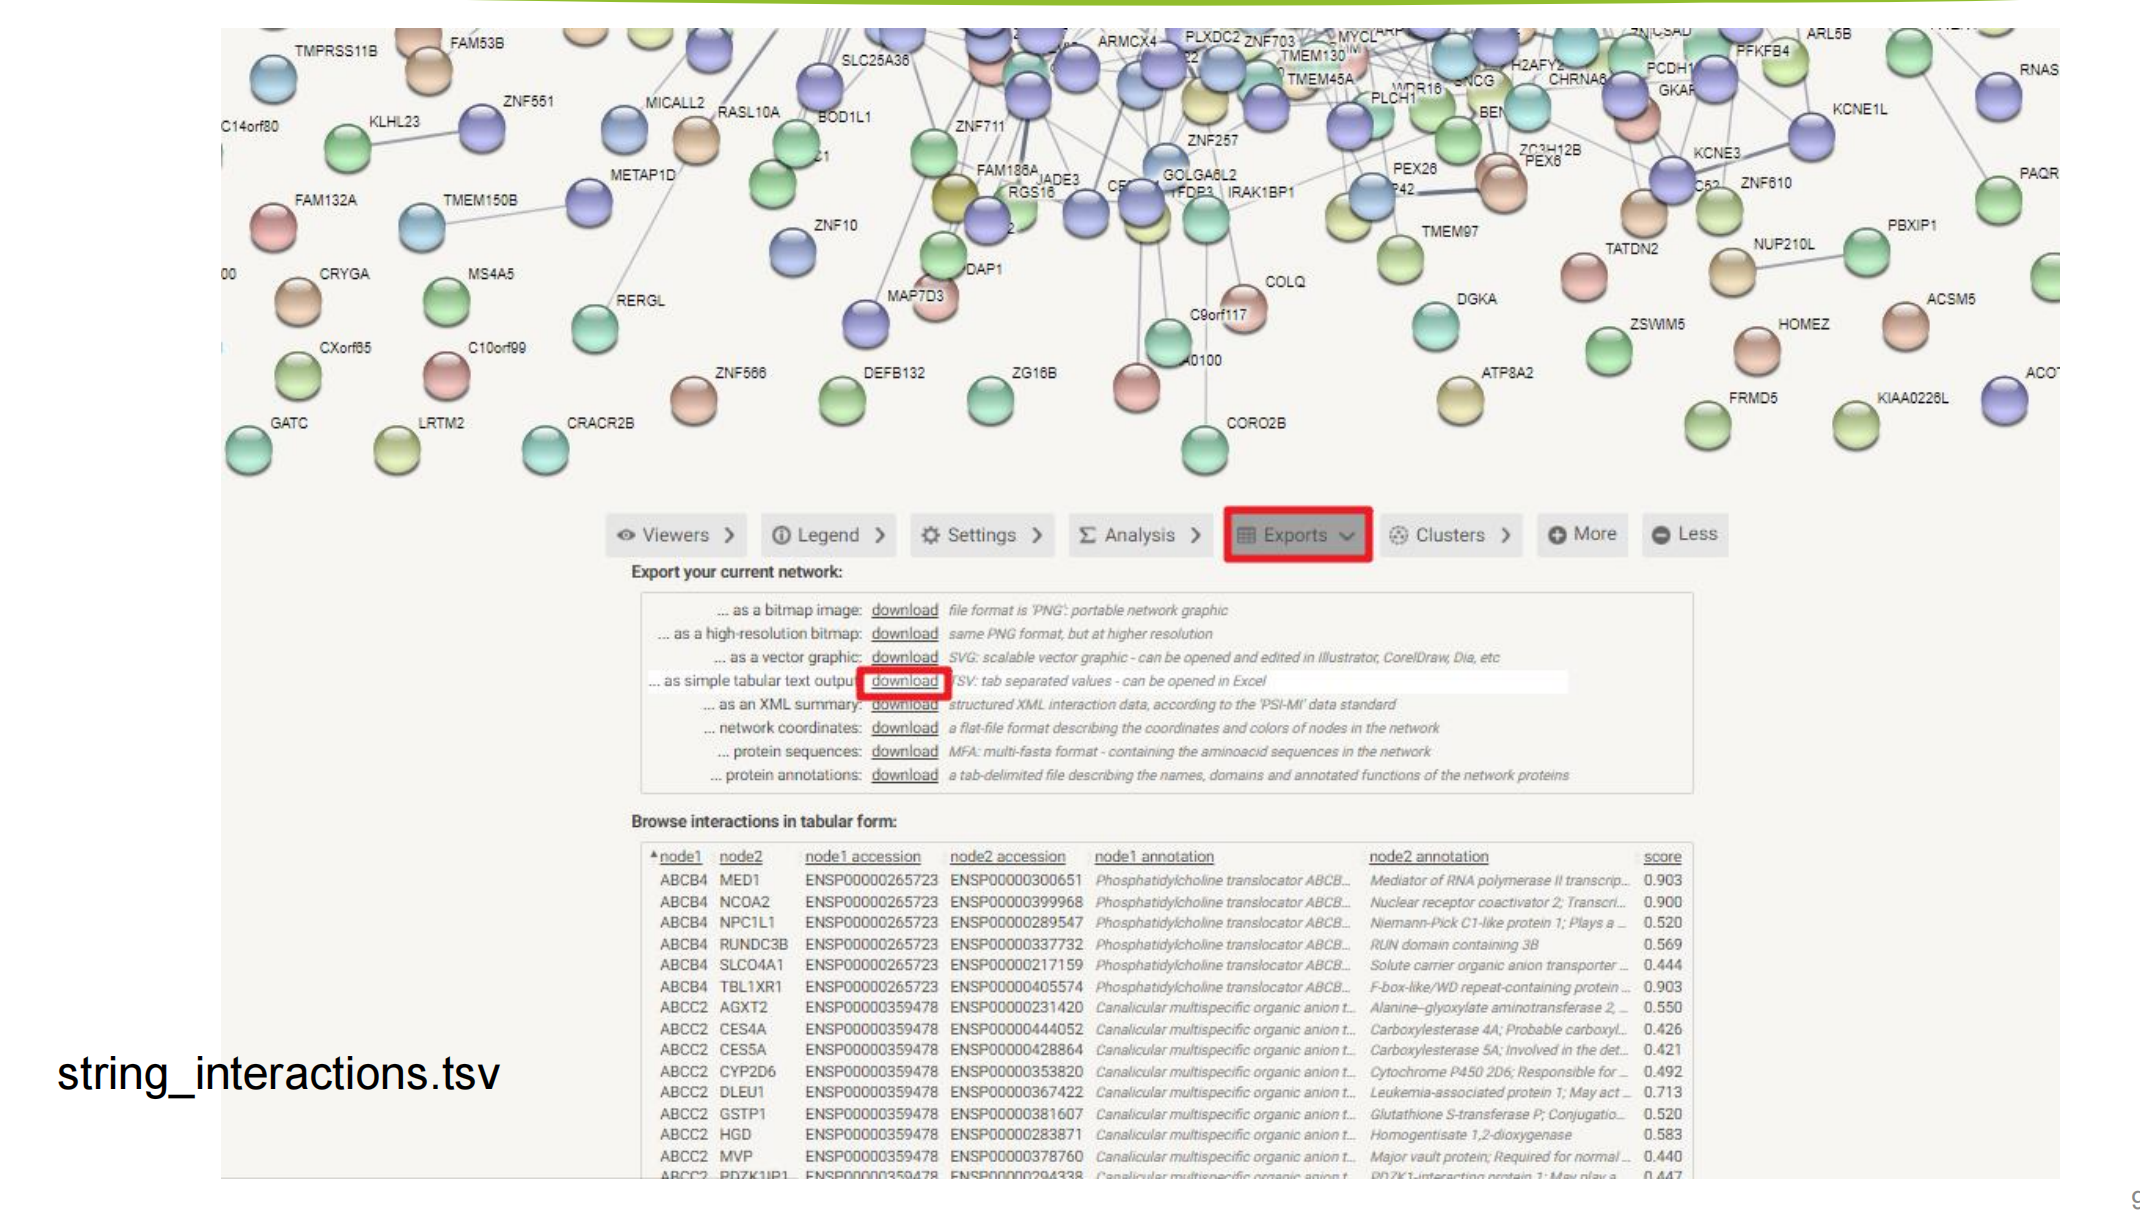 TMPRSS11B
FAM53B
SLC25A36
ARMCX4
PLXDC2
ZNF703
TMEM130
TMEM45A
H2AFY2
CHRNA6
PFKFB4
ARL5B
RNAS
C14orf80
KLHL23
ZNF551
MICALL2
RASL10A
BOD1L1
ZNF711
ZNF257
PLCH1
WDR16
KCNE1L
METAP1D
FAM186A
JADE3
RGS16
GOLGA6L2
TFDP3
IRAK1BP1
PEX26
ZC3H12B
PEX6
KCNE3
ZNF610
PAQR
FAM132A
TMEM150B
ZNF10
TMEM97
TATDN2
NUP210L
PBXIP1
00
CRYGA
MS4A5
RERGL
DAP1
MAP7D3
COLQ
C9orf117
DGKA
ZSWIM5
HOMEZ
ACSM5
CXorf65
C10orf99
ZNF566
DEFB132
ZG16B
A0100
ATP8A2
FRMD5
KIAA0226L
GATC
LRTM2
CRACR2B
CORO2B
Viewers Legend Settings Analysis Exports Clusters More Less
Export your current network:
... as a bitmap image: download file format is 'PNG': portable network graphic
... as a high-resolution bitmap: download same PNG format, but at higher resolution
... as a vector graphic: download SVG: scalable vector graphic - can be opened and edited in Illustrator, CorelDraw, Dia, etc
... as simple tabular text output download TSV: tab separated values - can be opened in Excel
... as an XML summary: download structured XML interaction data, according to the 'PSI-MI' data standard
... network coordinates: download a flat-file format describing the coordinates and colors of nodes in the network
... protein sequences: download MFA: multi-fasta format - containing the aminoacid sequences in the network
... protein annotations: download a tab-delimited file describing the names, domains and annotated functions of the network proteins
Browse interactions in tabular form:
node1 node2 node1 accession node2 accession node1 annotation node2 annotation score
ABCB4 MED1 ENSP00000265723 ENSP00000300651 Phosphatidylcholine translocator ABCB... Mediator of RNA polymerase II transcrip... 0.903
ABCB4 NCOA2 ENSP00000265723 ENSP00000399968 Phosphatidylcholine translocator ABCB... Nuclear receptor coactivator 2; Transcri... 0.900
ABCB4 NPC1L1 ENSP00000265723 ENSP00000289547 Phosphatidylcholine translocator ABCB... Niemann-Pick C1-like protein 1; Plays a ... 0.520
ABCB4 RUNDC3B ENSP00000265723 ENSP00000337732 Phosphatidylcholine translocator ABCB... RUN domain containing 3B 0.569
ABCB4 SLCO4A1 ENSP00000265723 ENSP00000217159 Phosphatidylcholine translocator ABCB... Solute carrier organic anion transporter ... 0.444
ABCB4 TBL1XR1 ENSP00000265723 ENSP00000405574 Phosphatidylcholine translocator ABCB... F-box-like/WD repeat-containing protein ... 0.903
ABCC2 AGXT2 ENSP00000359478 ENSP00000231420 Canalicular multispecific organic anion t... Alanine--glyoxylate aminotransferase 2, ... 0.550
ABCC2 CES4A ENSP00000359478 ENSP00000444052 Canalicular multispecific organic anion t... Carboxylesterase 4A; Probable carboxyl... 0.426
ABCC2 CES5A ENSP00000359478 ENSP00000428864 Canalicular multispecific organic anion t... Carboxylesterase 5A; Involved in the det... 0.421
string_interactions.tsv
ABCC2 CYP2D6 ENSP00000359478 ENSP00000353820 Canalicular multispecific organic anion t... Cytochrome P450 2D6; Responsible for ... 0.492
ABCC2 DLEU1 ENSP00000359478 ENSP00000367422 Canalicular multispecific organic anion t... Leukemia-associated protein 1; May act ... 0.713
ABCC2 GSTP1 ENSP00000359478 ENSP00000381607 Canalicular multispecific organic anion t... Glutathione S-transferase P; Conjugatio... 0.520
ABCC2 HGD ENSP00000359478 ENSP00000283871 Canalicular multispecific organic anion t... Homogentisate 1,2-dioxygenase 0.583
ABCC2 MVP ENSP00000359478 ENSP00000378760 Canalicular multispecific organic anion t... Major vault protein; Required for normal ... 0.440
ABCC2 PDZK1IP1 ENSP00000359478 ENSP00000294338 Canalicular multispecific organic anion t... PDZK1-interacting protein 1; May play a 0.447
9